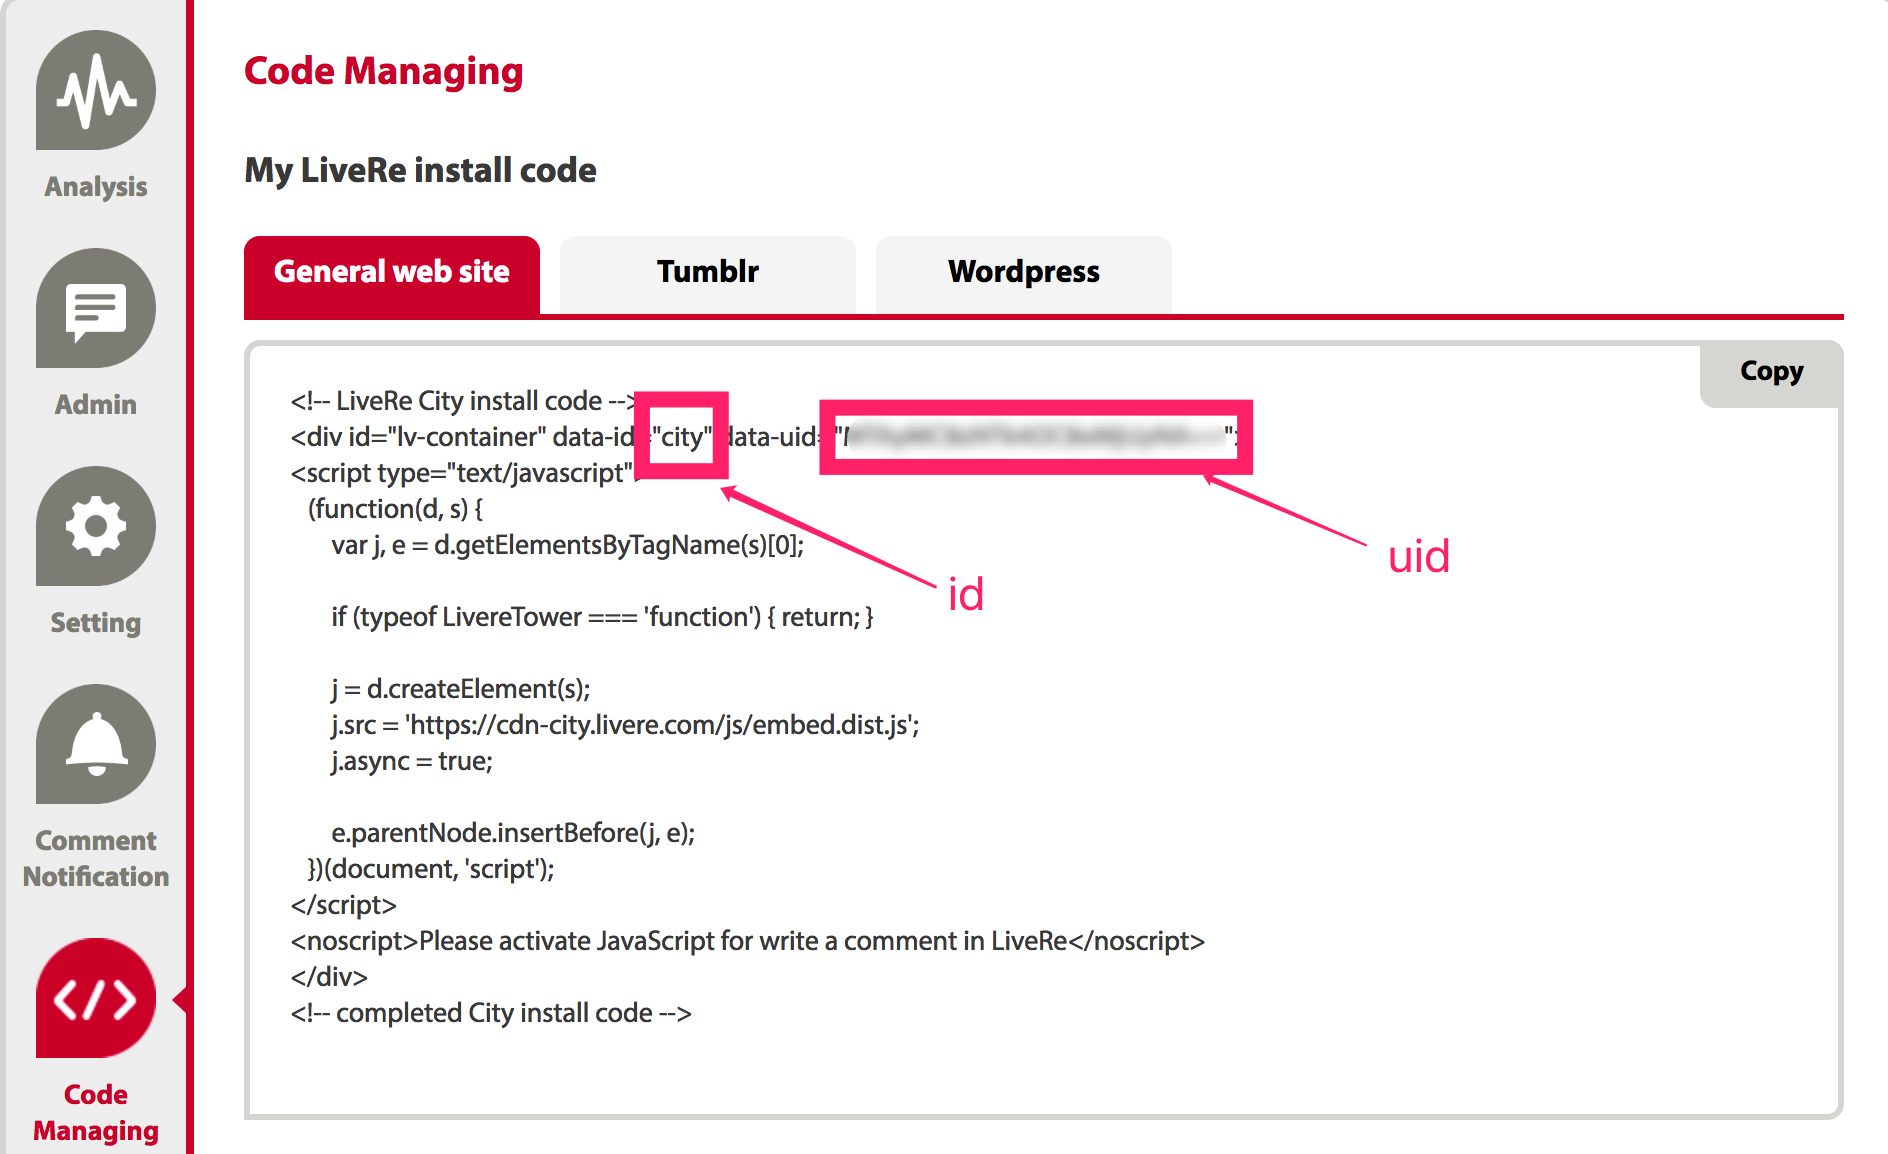 Analysis
Admin
Setting
Comment
Notification
Code
Managing
Code Managing
My LiveRe install code
General web site
Tumblr
Wordpress
Copy
<!-- LiveRe City install code -->
<div id="lv-container" data-id="city" data-uid="
<script type="text/javascript">
(function(d, s) {
var j, e = d.getElementsByTagName(s)[0];
if (typeof LivereTower === 'function') { return; }
j = d.createElement(s);
j.src = 'https://cdn-city.livere.com/js/embed.dist.js';
j.async = true;
e.parentNode.insertBefore(j, e);
})(document, 'script');
</script>
<noscript>Please activate JavaScript for write a comment in LiveRe</noscript>
</div>
<!-- completed City install code -->
id
uid